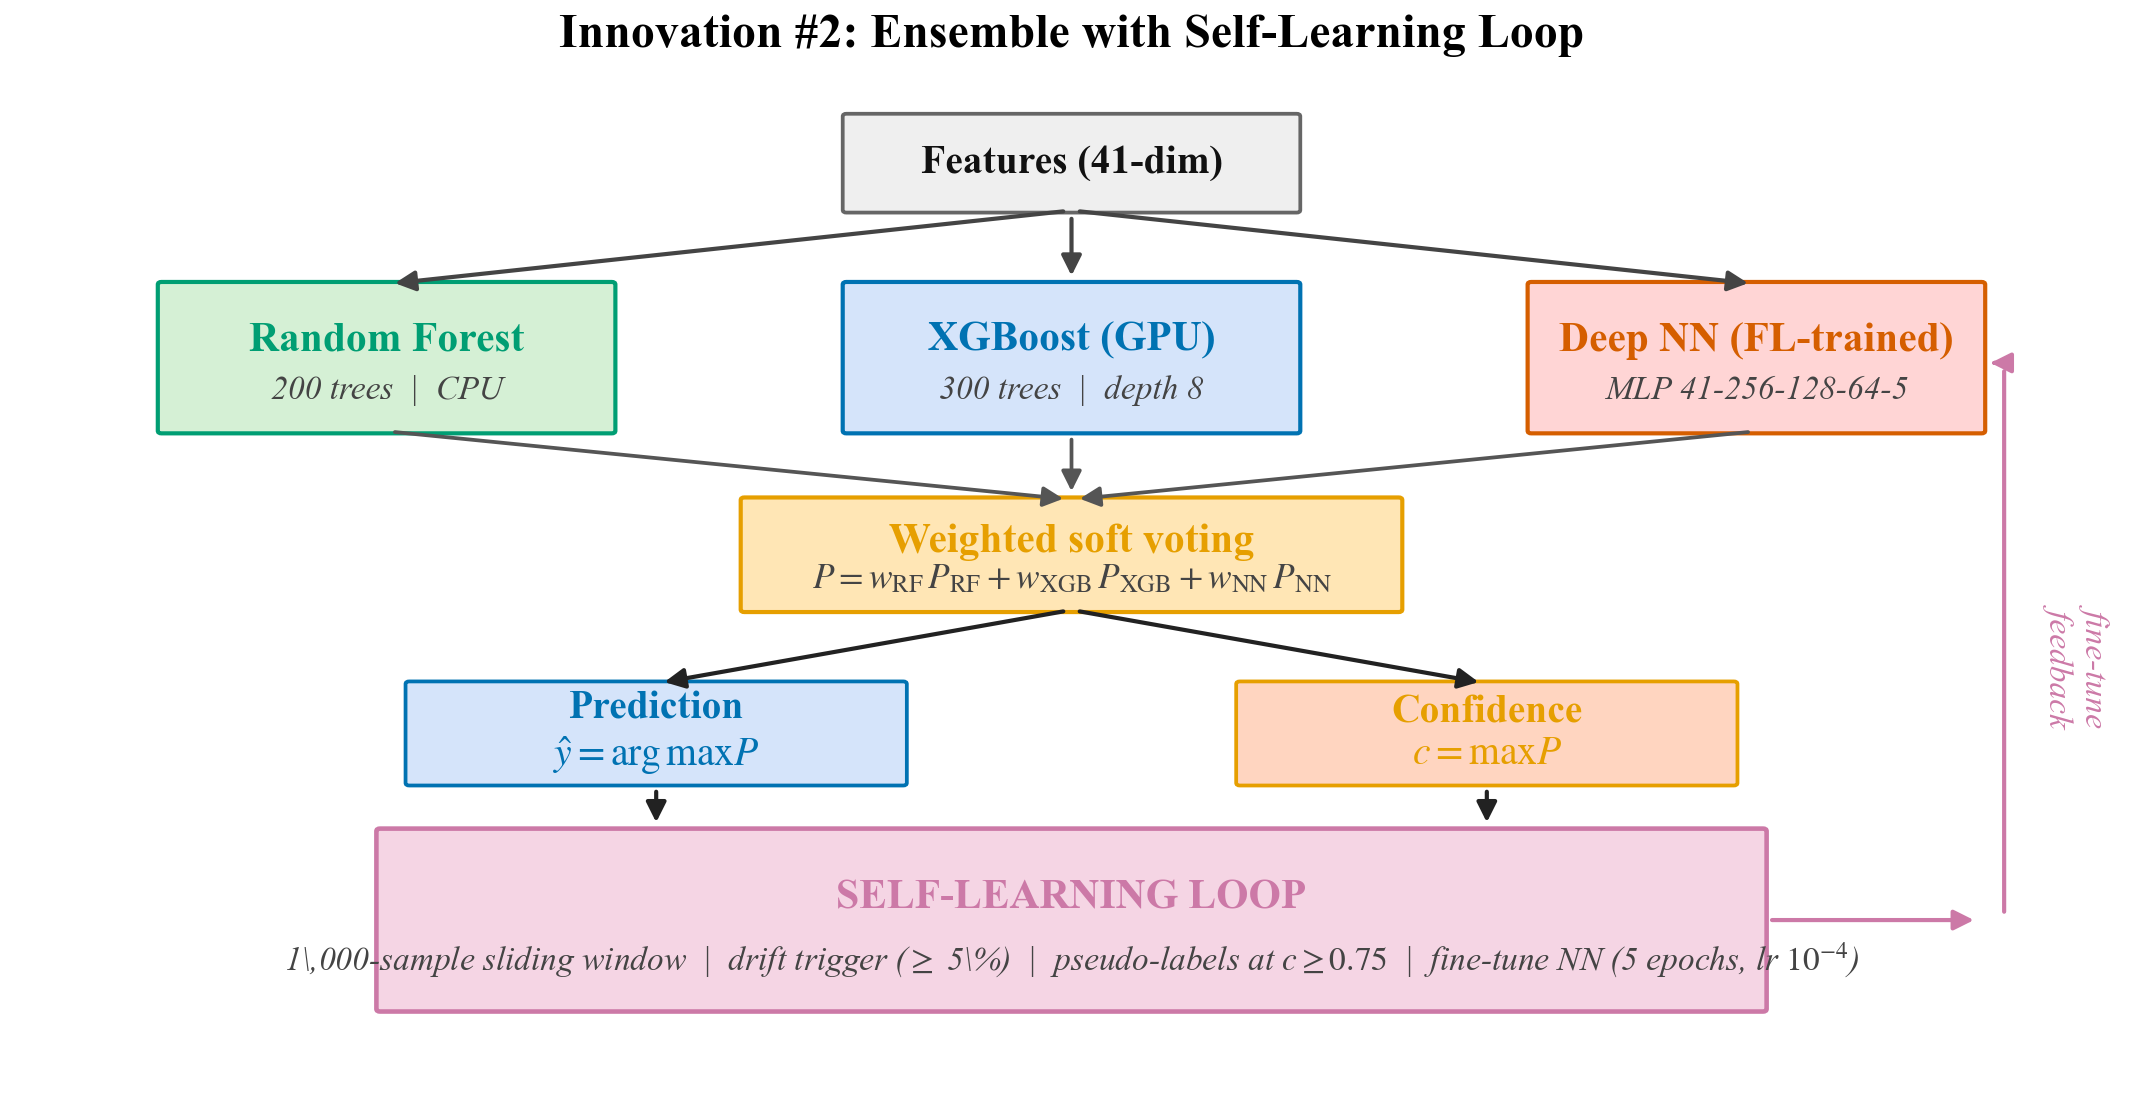 Innovation #2: Ensemble with Self-Learning Loop
Features (41-dim)
Random Forest
200 trees | CPU
XGBoost (GPU)
300 trees | depth 8
Deep NN (FL-trained)
MLP 41-256-128-64-5
Weighted soft voting
P = w_RF P_RF + w_XGB P_XGB + w_NN P_NN
Prediction
ŷ = arg max P
Confidence
c = max P
fine-tune
feedback
SELF-LEARNING LOOP
1\,000-sample sliding window | drift trigger (≥ 5\%) | pseudo-labels at c ≥ 0.75 | fine-tune NN (5 epochs, lr 10⁻⁴)